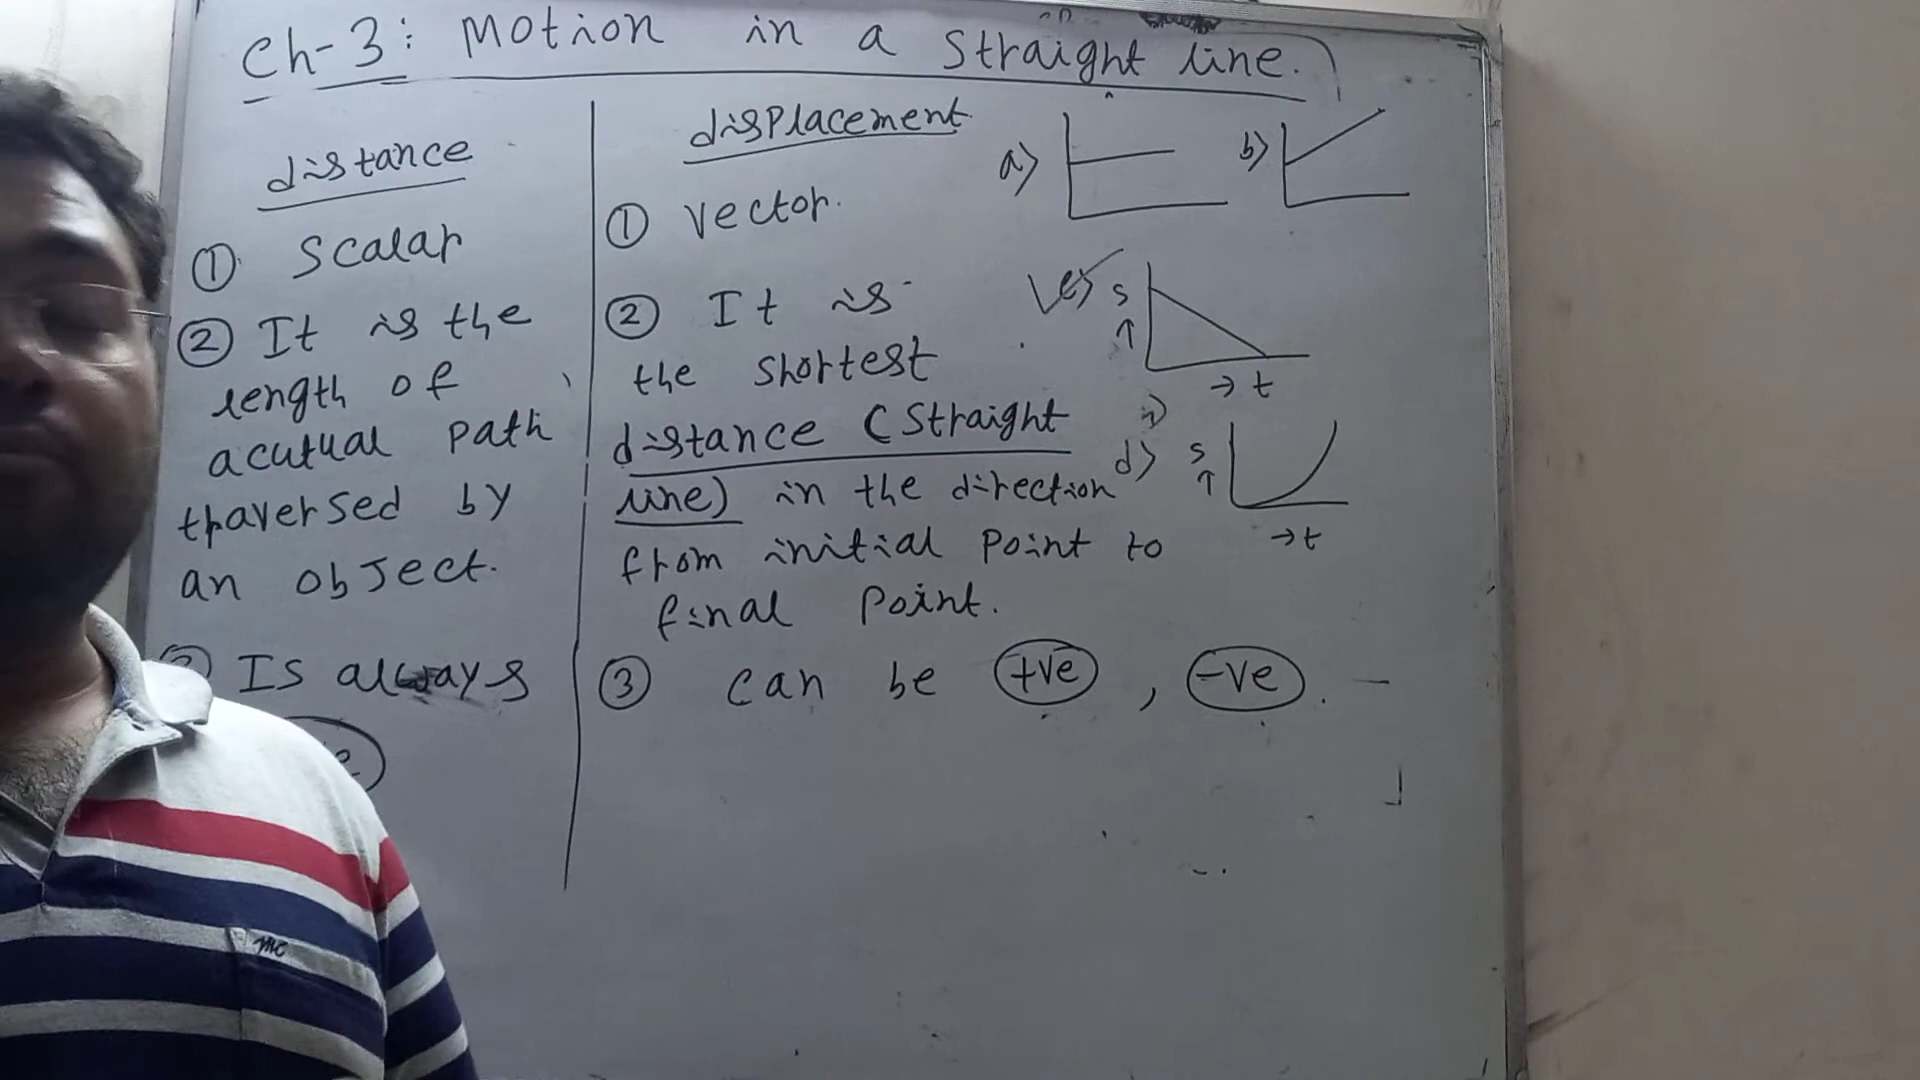 Ch-3: Motion in a straight line.
distance
① Scalar
② It is the
length of
acutual path
traversed by
an object.
Is always
displacement
① Vector.
② It is
the shortest
distance (straight
line) in the direction
from initial point to
final point.
③ can be +ve, -ve.
a) b)
c) S
↑
→ t
d) S
↑
→ t
MC